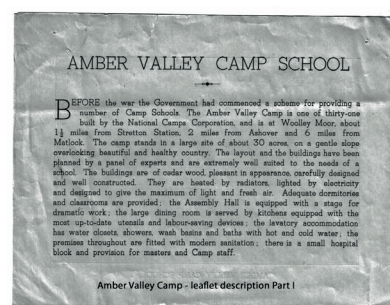 AMBER VALLEY CAMP SCHOOL
BEFORE the war the Government had commenced a scheme for providing a
number of Camp Schools. The Amber Valley Camp is one of thirty-one
built by the National Camps Corporation, and is at Woolley Moor, about
1½ miles from Stretton Station, 2 miles from Ashover and 6 miles from
Matlock. The camp stands in a large site of about 30 acres, on a gentle slope
overlooking beautiful and healthy country. The layout and the buildings have been
planned by a panel of experts and are extremely well suited to the needs of a
school. The buildings are of cedar wood, pleasant in appearance, carefully designed
and well constructed. They are heated by radiators, lighted by electricity
and designed to give the maximum of light and fresh air. Adequate dormitories
and classrooms are provided; the Assembly Hall is equipped with a stage for
dramatic work; the large dining room is served by kitchens equipped with the
most up-to-date utensils and labour-saving devices; the lavatory accommodation
has water closets, showers, wash basins and baths with hot and cold water; the
premises throughout are fitted with modern sanitation; there is a small hospital
block and provision for masters and Camp staff.
Amber Valley Camp - leaflet description Part I